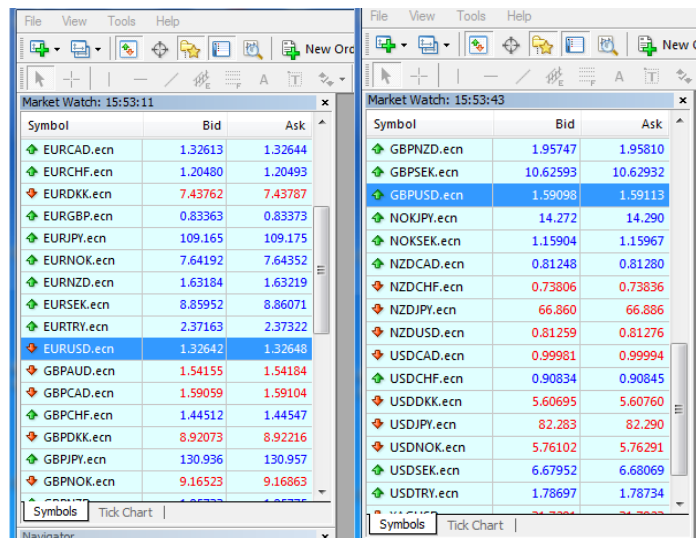 File View Tools Help
New Orc
Market Watch: 15:53:11
Symbol Bid Ask
EURCAD.ecn 1.32613 1.32644
EURCHF.ecn 1.20480 1.20493
EURDKK.ecn 7.43762 7.43787
EURGBP.ecn 0.83363 0.83373
EURJPY.ecn 109.165 109.175
EURNOK.ecn 7.64192 7.64352
EURNZD.ecn 1.63184 1.63219
EURSEK.ecn 8.85952 8.86071
EURTRY.ecn 2.37163 2.37322
EURUSD.ecn 1.32642 1.32648
GBPAUD.ecn 1.54155 1.54184
GBPCAD.ecn 1.59059 1.59104
GBPCHF.ecn 1.44512 1.44547
GBPDKK.ecn 8.92073 8.92216
GBPJPY.ecn 130.936 130.957
GBPNOK.ecn 9.16523 9.16863
Symbols Tick Chart
Navigator
File View Tools Help
New
Market Watch: 15:53:43
Symbol Bid Ask
GBPNZD.ecn 1.95747 1.95810
GBPSEK.ecn 10.62593 10.62932
GBPUSD.ecn 1.59098 1.59113
NOKJPY.ecn 14.272 14.290
NOKSEK.ecn 1.15904 1.15967
NZDCAD.ecn 0.81248 0.81280
NZDCHF.ecn 0.73806 0.73836
NZDJPY.ecn 66.860 66.886
NZDUSD.ecn 0.81259 0.81276
USDCAD.ecn 0.99981 0.99994
USDCHF.ecn 0.90834 0.90845
USDDKK.ecn 5.60695 5.60760
USDJPY.ecn 82.283 82.290
USDNOK.ecn 5.76102 5.76291
USDSEK.ecn 6.67952 6.68069
USDTRY.ecn 1.78697 1.78734
Symbols Tick Chart